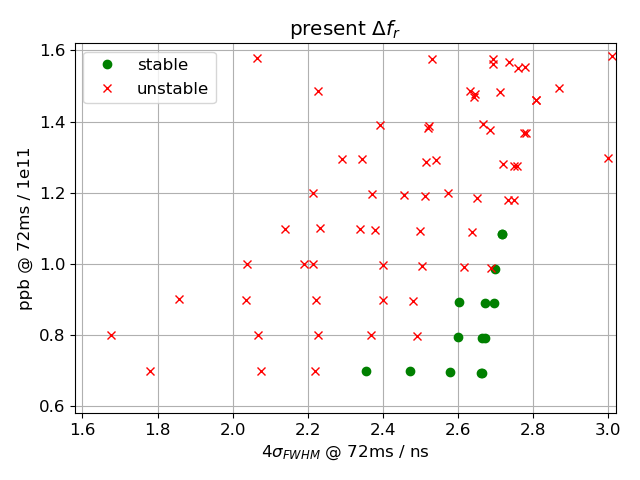 present Δf_r
stable
unstable
ppb @ 72ms / 1e11
1.6
1.4
1.2
1.0
0.8
0.6
1.6 1.8 2.0 2.2 2.4 2.6 2.8 3.0
4σ_FWHM @ 72ms / ns